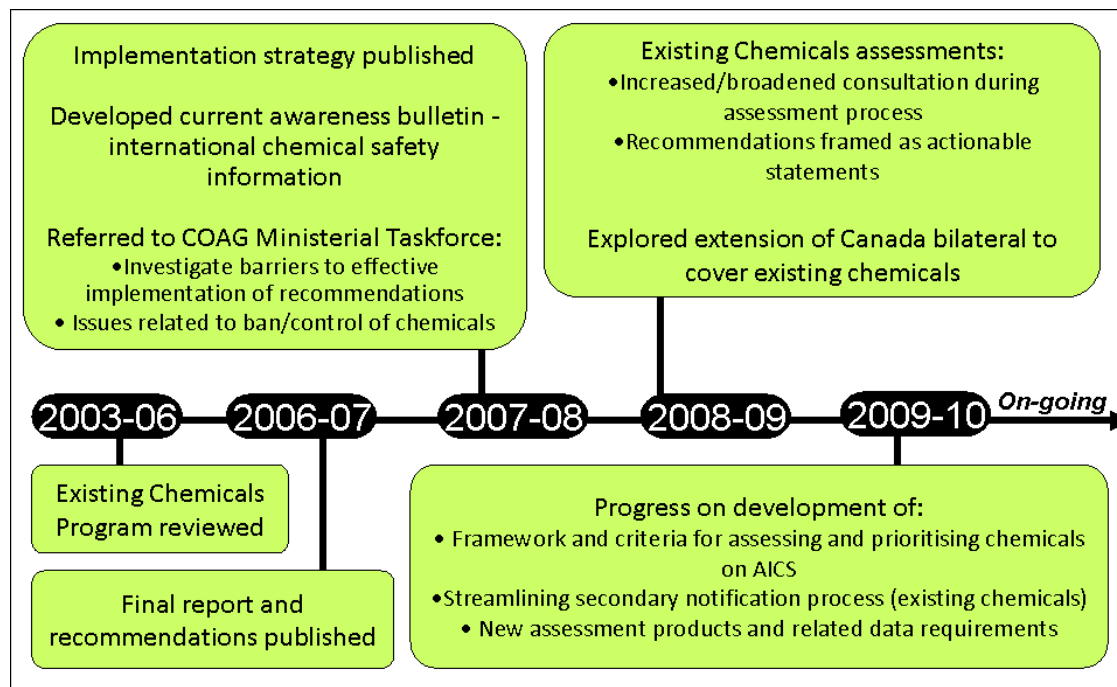 Implementation strategy published
Developed current awareness bulletin -
international chemical safety
information
Referred to COAG Ministerial Taskforce:
•Investigate barriers to effective
implementation of recommendations
• Issues related to ban/control of chemicals
Existing Chemicals assessments:
•Increased/broadened consultation during
assessment process
•Recommendations framed as actionable
statements
Explored extension of Canada bilateral to
cover existing chemicals
2003-06
2006-07
2007-08
2008-09
2009-10
On-going
Existing Chemicals
Program reviewed
Final report and
recommendations published
Progress on development of:
• Framework and criteria for assessing and prioritising chemicals
on AICS
•Streamlining secondary notification process (existing chemicals)
• New assessment products and related data requirements